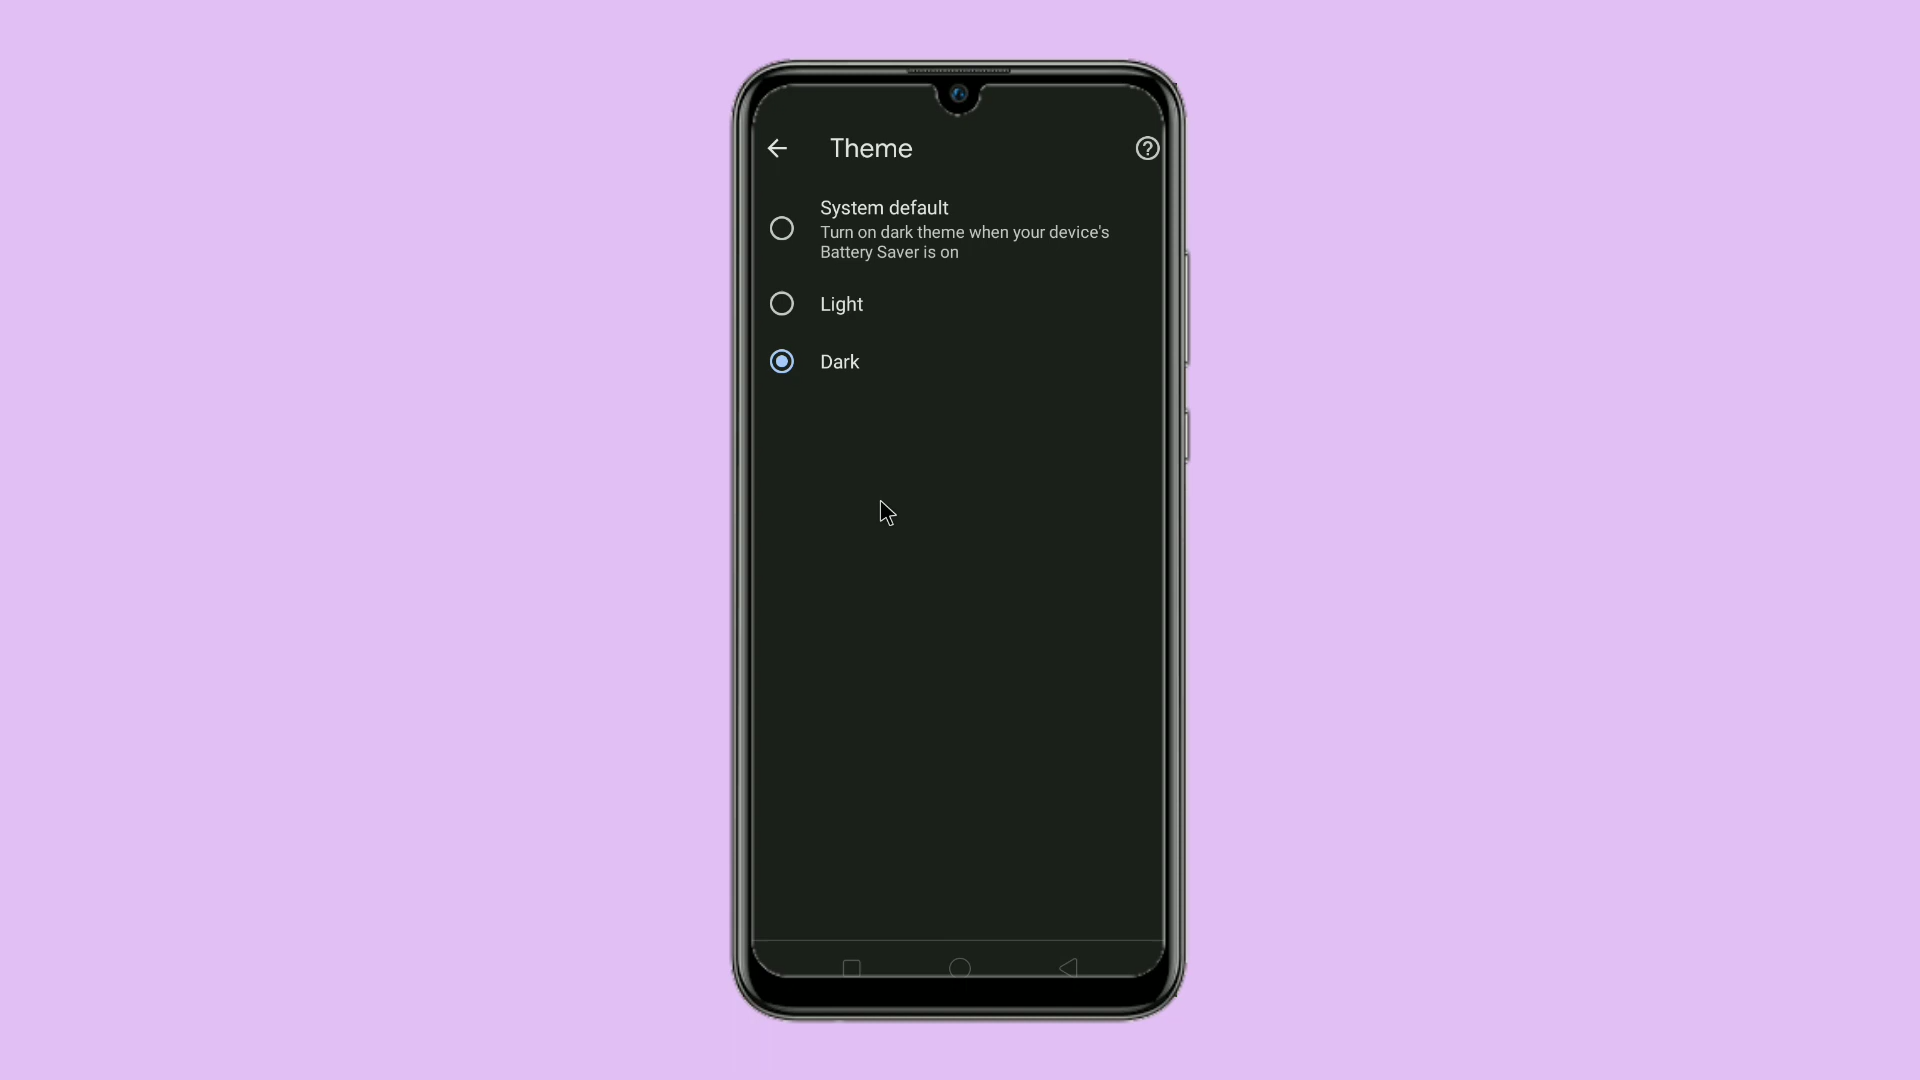 Theme
System default
Turn on dark theme when your device's
Battery Saver is on
Light
Dark